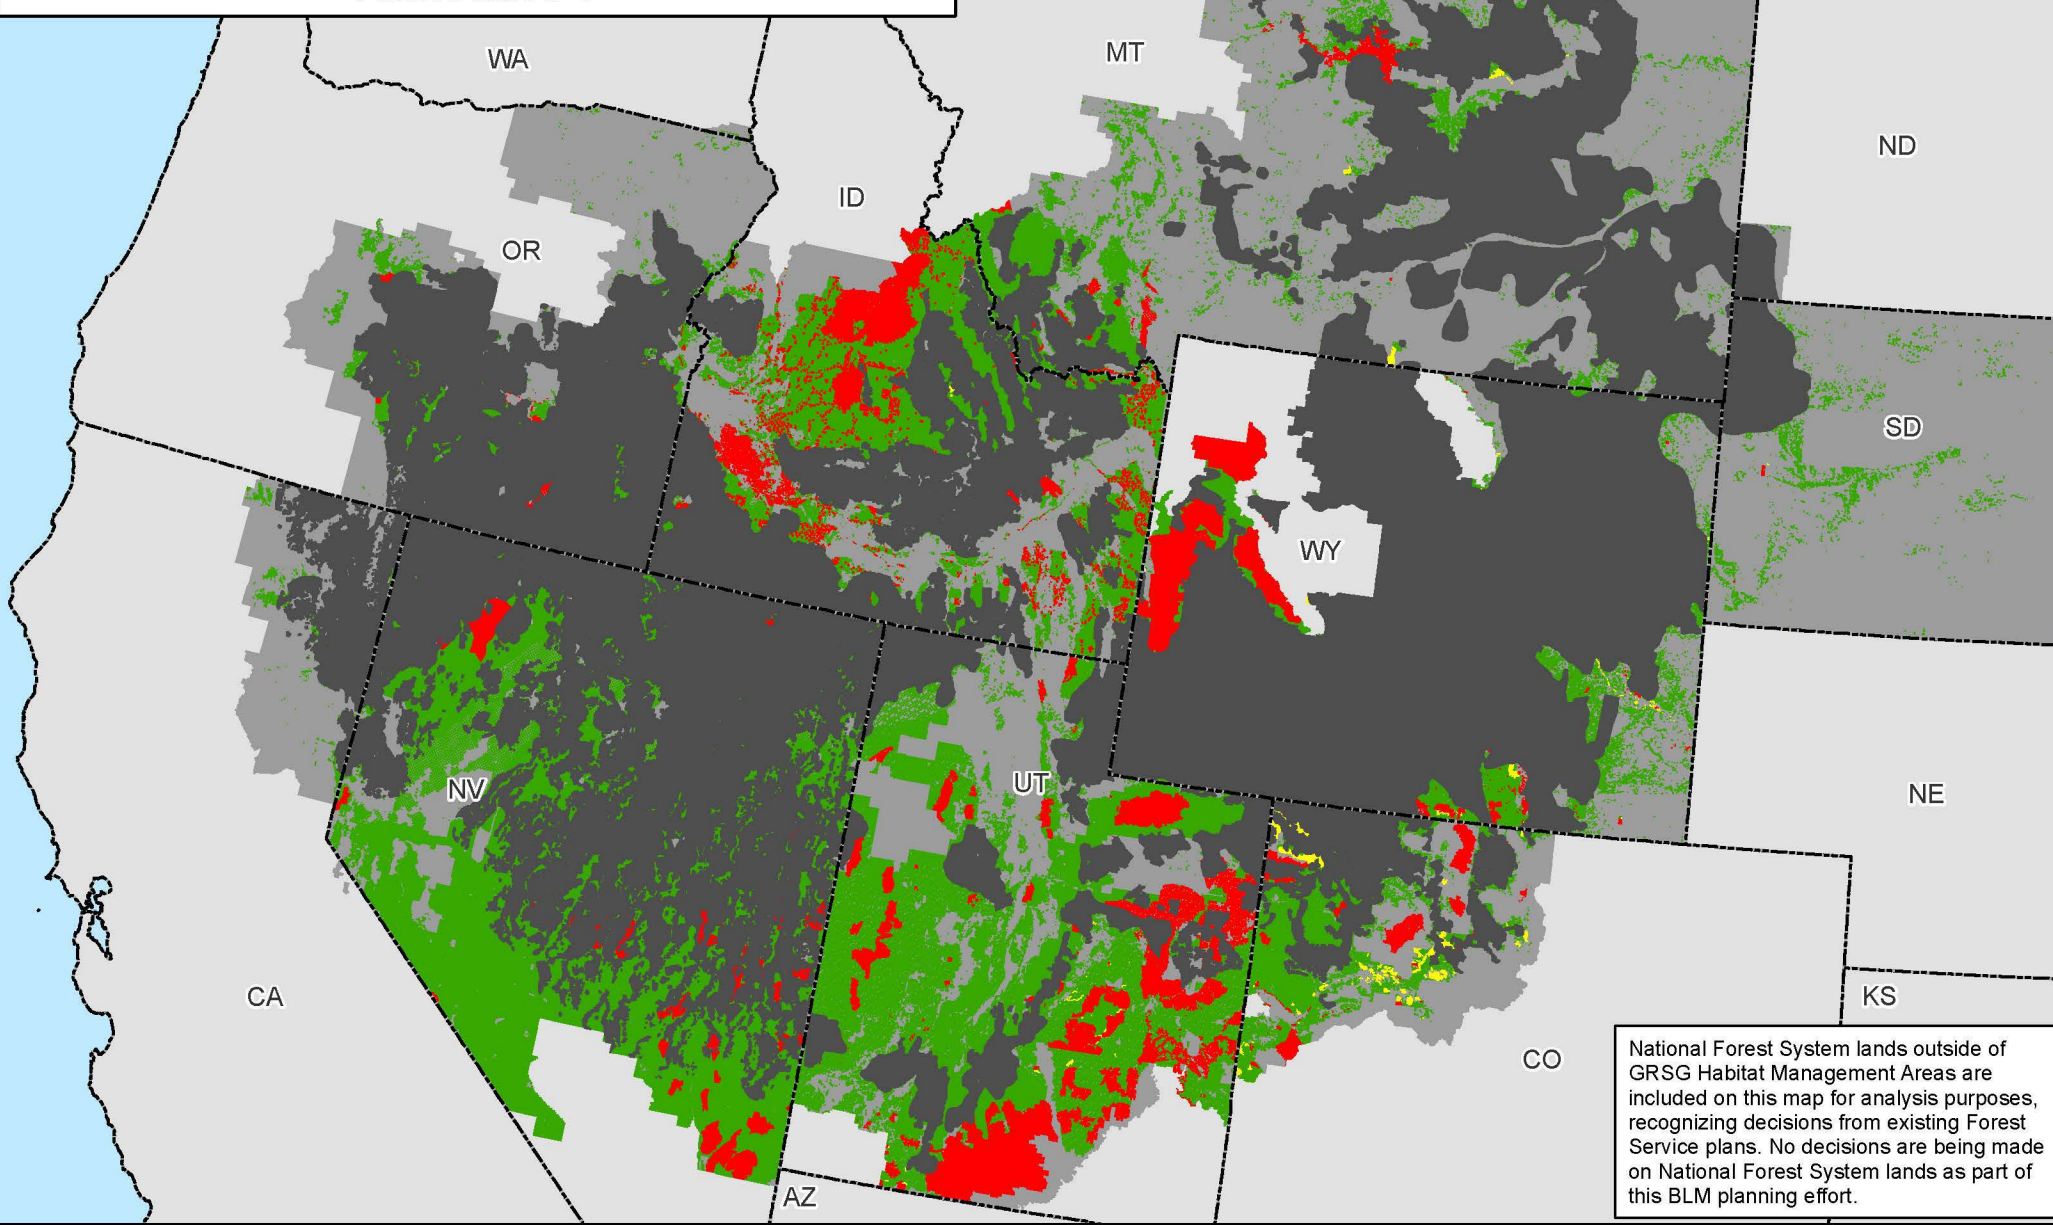 WA
MT
ND
ID
OR
SD
WY
NV
UT
NE
CA
KS
CO
AZ
National Forest System lands outside of
GRSG Habitat Management Areas are
included on this map for analysis purposes,
recognizing decisions from existing Forest
Service plans. No decisions are being made
on National Forest System lands as part of
this BLM planning effort.